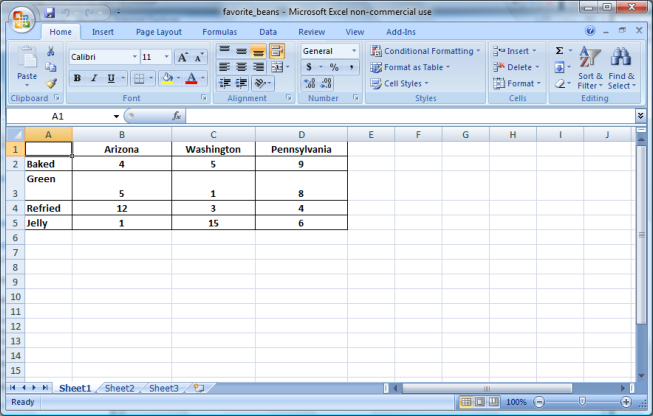 favorite_beans - Microsoft Excel non-commercial use
Home Insert Page Layout Formulas Data Review View Add-Ins
Paste
Clipboard
Calibri 11 A A
B I U A
Font
Alignment
General
$ % ,
.0 .00 .00 .0
Number
Conditional Formatting
Format as Table
Cell Styles
Styles
Insert
Delete
Format
Cells
Σ
Sort & Filter
Find & Select
Editing
A1 fx
A B C D E F G H I J
1 Arizona Washington Pennsylvania
2 Baked 4 5 9
3 Green 5 1 8
4 Refried 12 3 4
5 Jelly 1 15 6
6
7
8
9
10
11
12
13
14
15
Sheet1 Sheet2 Sheet3
Ready 100%